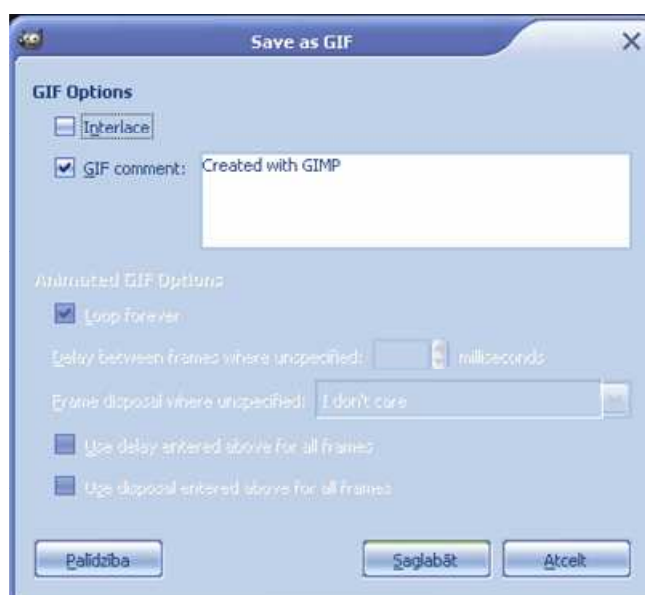 Save as GIF
GIF Options
Interlace
GIF comment: Created with GIMP
Animated GIF Options
Loop forever
Delay between frames where unspecified: milliseconds
Frame disposal where unspecified: I don't care
Use delay entered above for all frames
Use disposal entered above for all frames
Palīdzība Saglabāt Atcelt